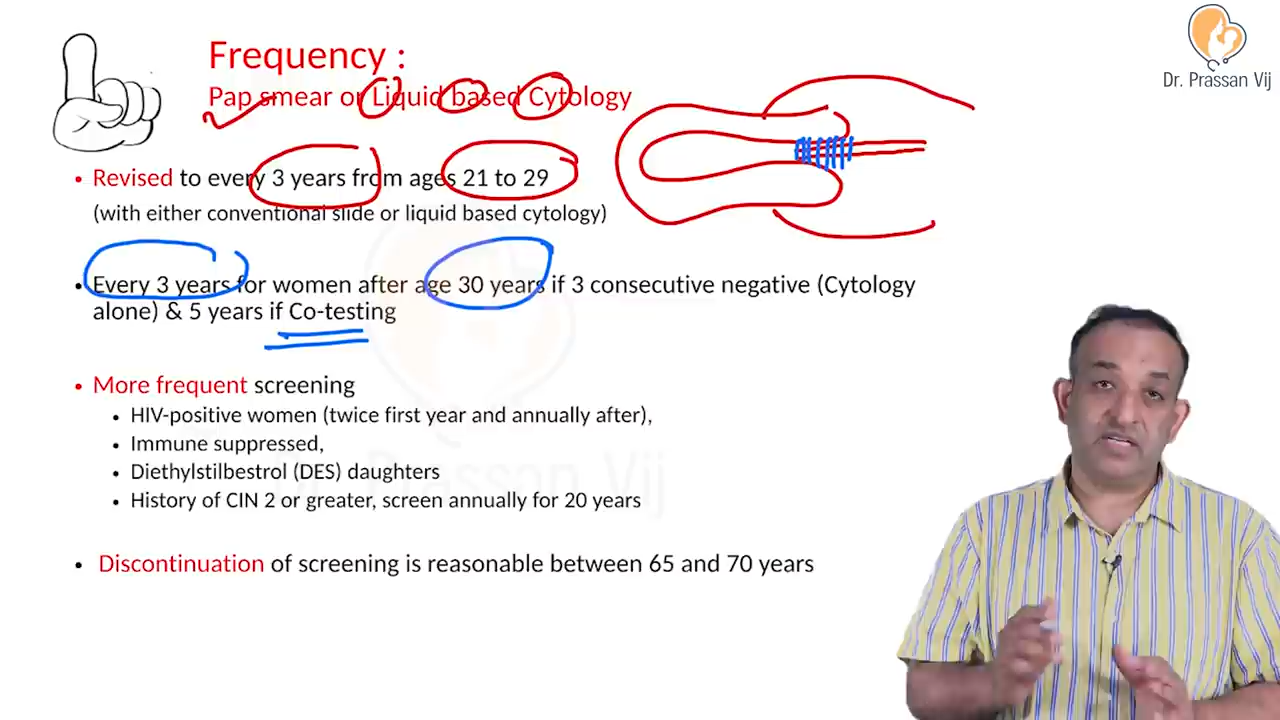 Frequency :
Dr. Prassan Vij
Pap smear or Liquid based Cytology
• Revised to every 3 years from ages 21 to 29
(with either conventional slide or liquid based cytology)
• Every 3 years for women after age 30 years if 3 consecutive negative (Cytology
alone) & 5 years if Co-testing
• More frequent screening
• HIV-positive women (twice first year and annually after),
• Immune suppressed,
• Diethylstilbestrol (DES) daughters
• History of CIN 2 or greater, screen annually for 20 years
• Discontinuation of screening is reasonable between 65 and 70 years
Dr. Prassan Vij